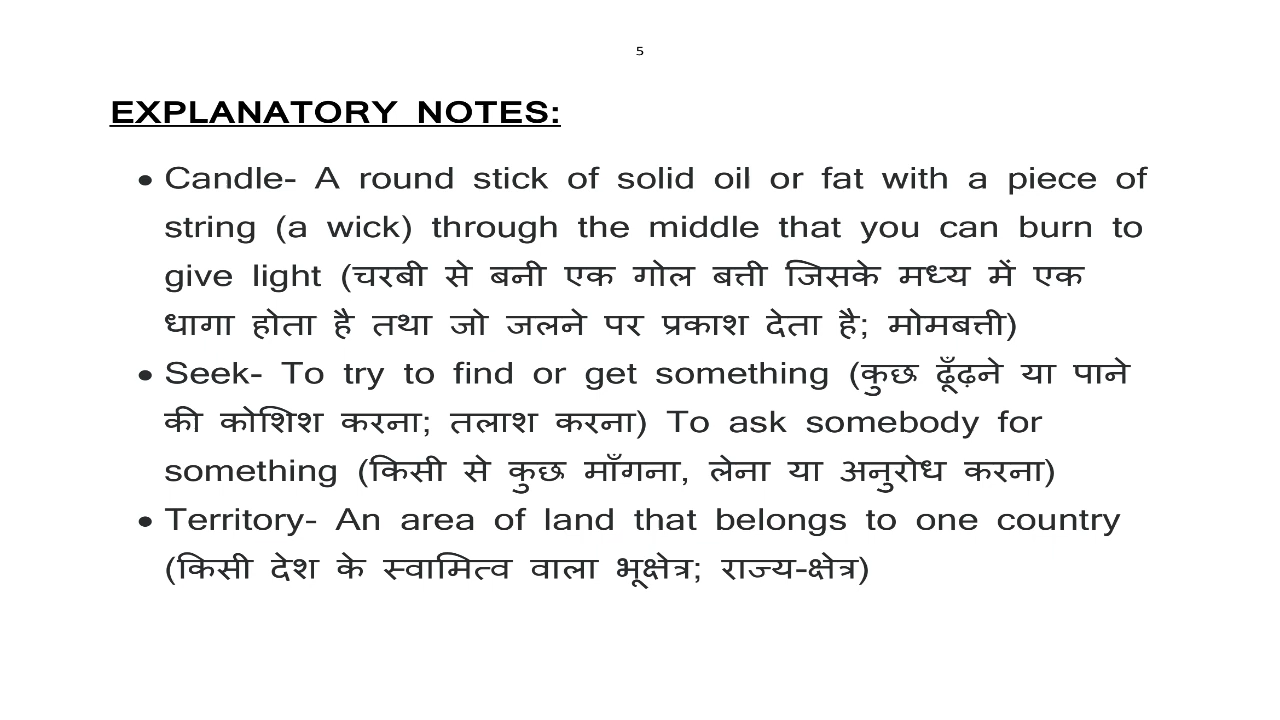 5
EXPLANATORY NOTES:
• Candle- A round stick of solid oil or fat with a piece of
string (a wick) through the middle that you can burn to
give light (चरबी से बनी एक गोल बत्ती जिसके मध्य में एक
धागा होता है तथा जो जलने पर प्रकाश देता है; मोमबत्ती)
• Seek- To try to find or get something (कुछ ढूँढ़ने या पाने
की कोशिश करना; तलाश करना) To ask somebody for
something (किसी से कुछ माँगना, लेना या अनुरोध करना)
• Territory- An area of land that belongs to one country
(किसी देश के स्वामित्व वाला भूक्षेत्र; राज्य-क्षेत्र)